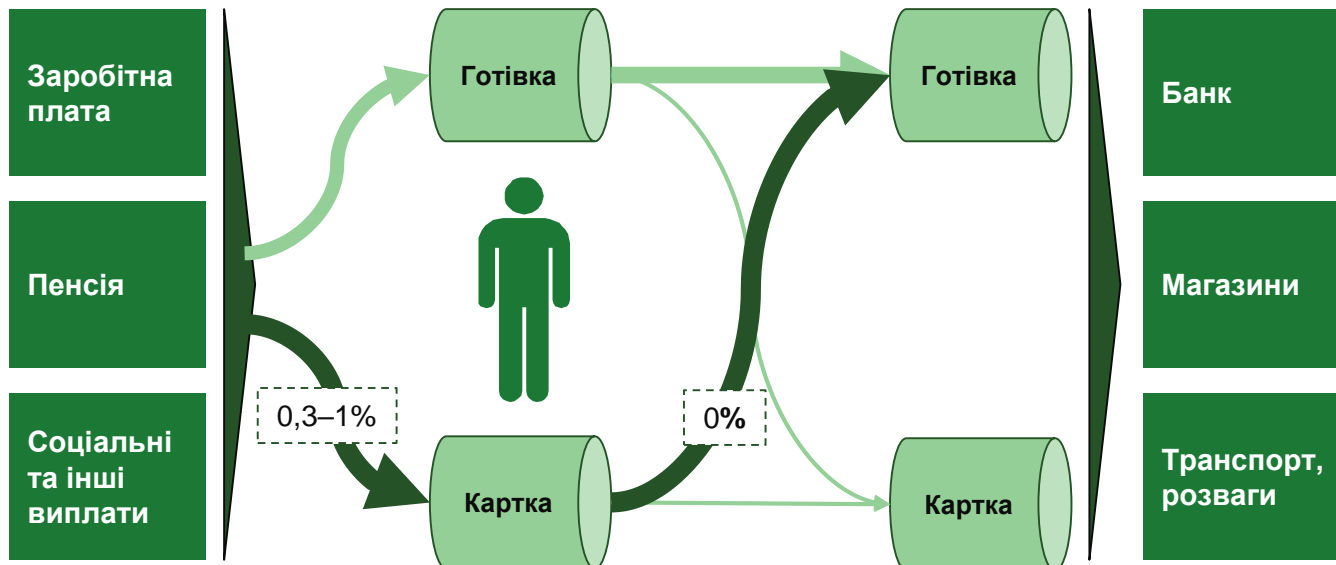 Заробітна
плата
Пенсія
Соціальні
та інші
виплати
Готівка
0,3–1%
Картка
0%
Готівка
Картка
Банк
Магазини
Транспорт,
розваги